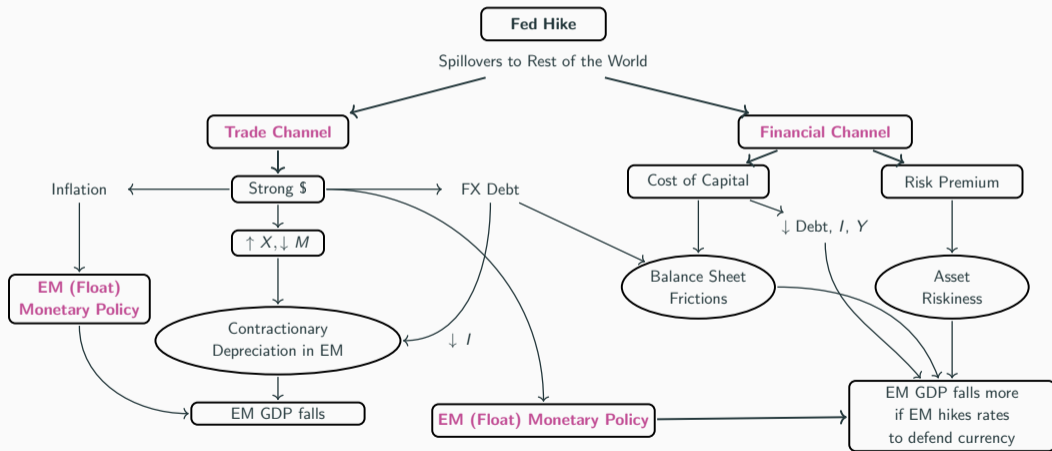 Fed Hike
Spillovers to Rest of the World
Trade Channel
Financial Channel
Inflation
Strong $
FX Debt
Cost of Capital
Risk Premium
↑ X, ↓ M
↓ Debt, I, Y
EM (Float)
Monetary Policy
Balance Sheet
Frictions
Asset
Riskiness
Contractionary
Depreciation in EM
↓ I
EM GDP falls
EM (Float) Monetary Policy
EM GDP falls more
if EM hikes rates
to defend currency